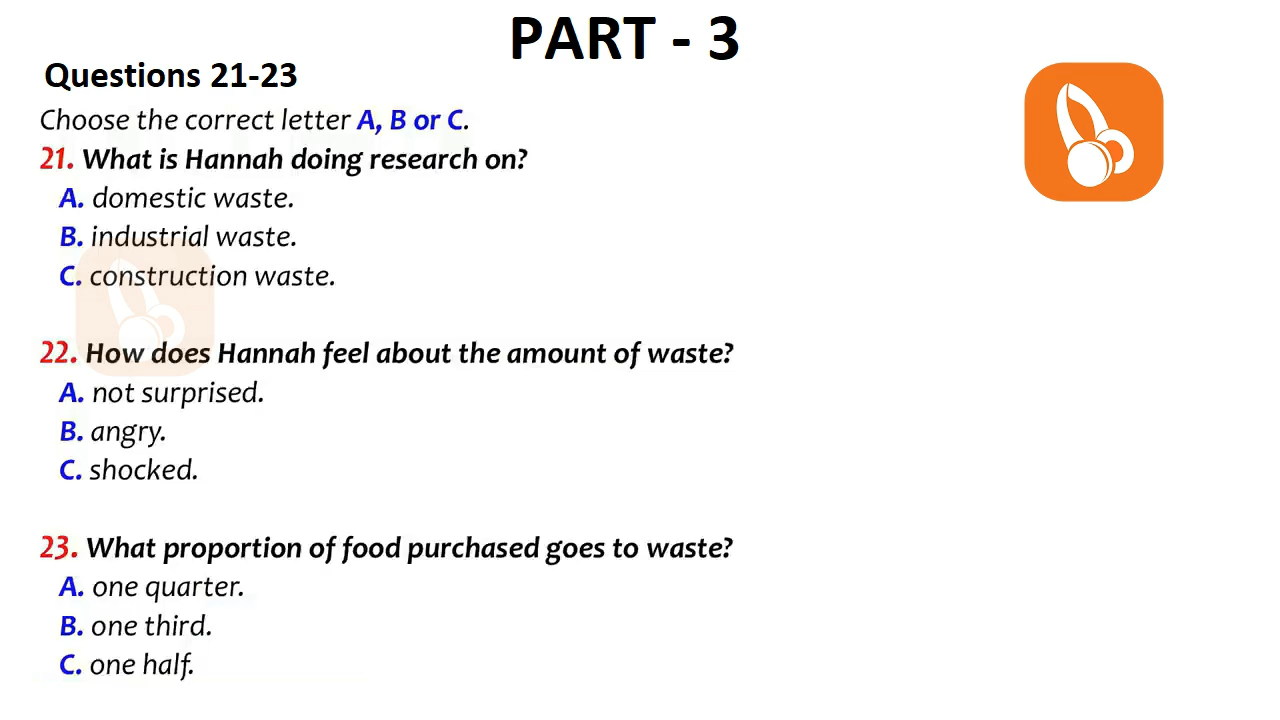 PART - 3
Questions 21-23
Choose the correct letter A, B or C.
21. What is Hannah doing research on?
A. domestic waste.
B. industrial waste.
C. construction waste.
22. How does Hannah feel about the amount of waste?
A. not surprised.
B. angry.
C. shocked.
23. What proportion of food purchased goes to waste?
A. one quarter.
B. one third.
C. one half.